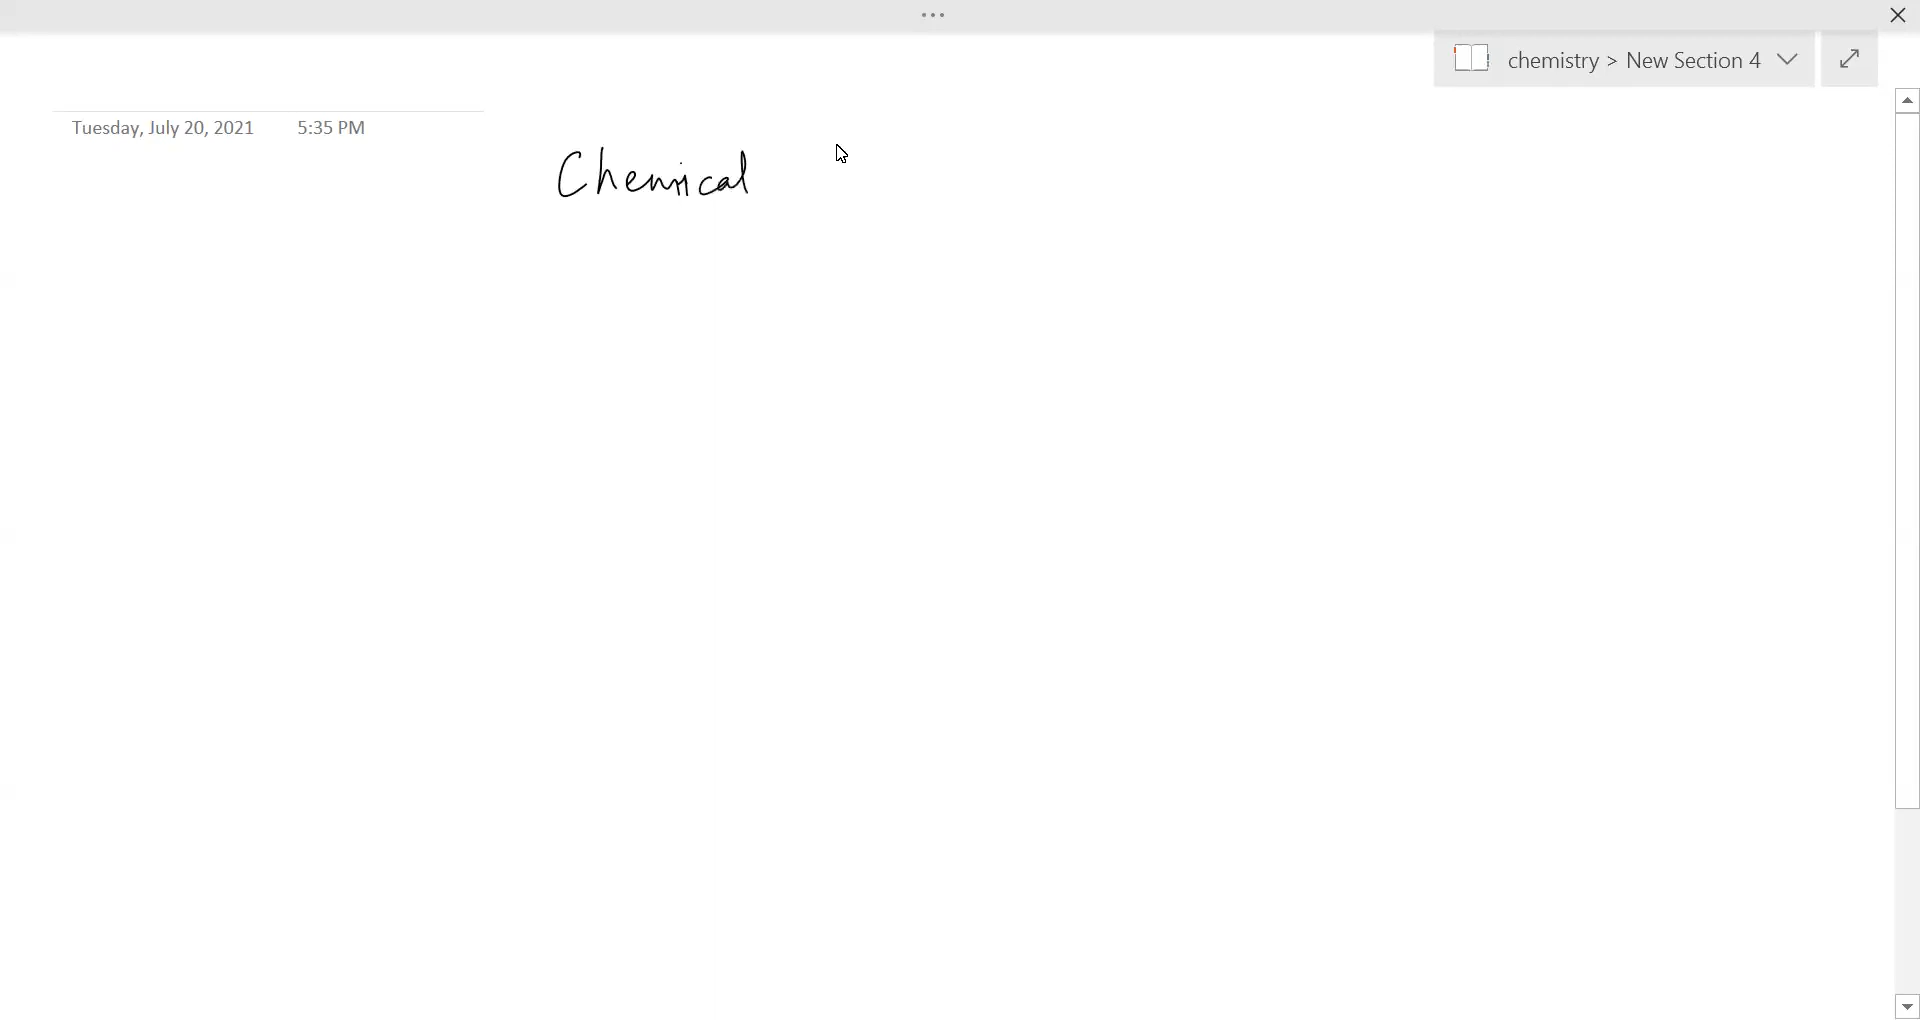 chemistry > New Section 4
Tuesday, July 20, 2021 5:35 PM
Chemical